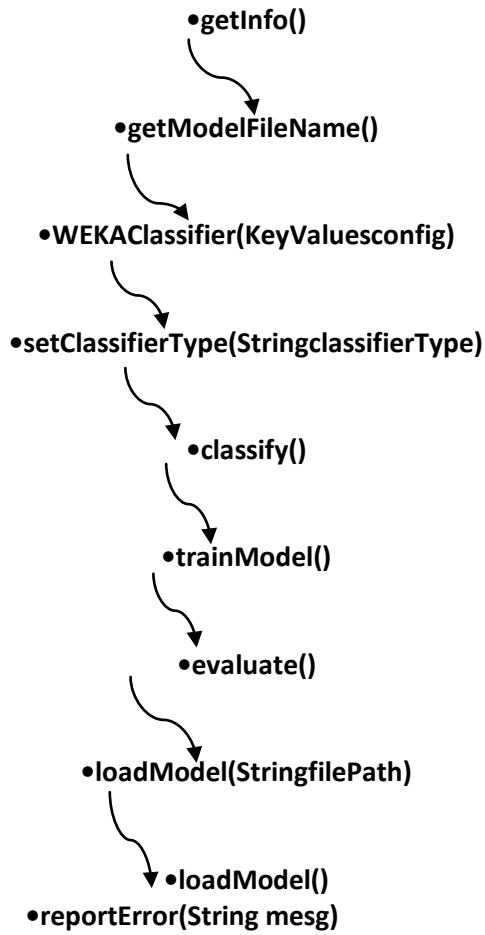 •getInfo()
•getModelFileName()
•WEKAClassifier(KeyValuesconfig)
•setClassifierType(StringclassifierType)
•classify()
•trainModel()
•evaluate()
•loadModel(StringfilePath)
•loadModel()
•reportError(String mesg)